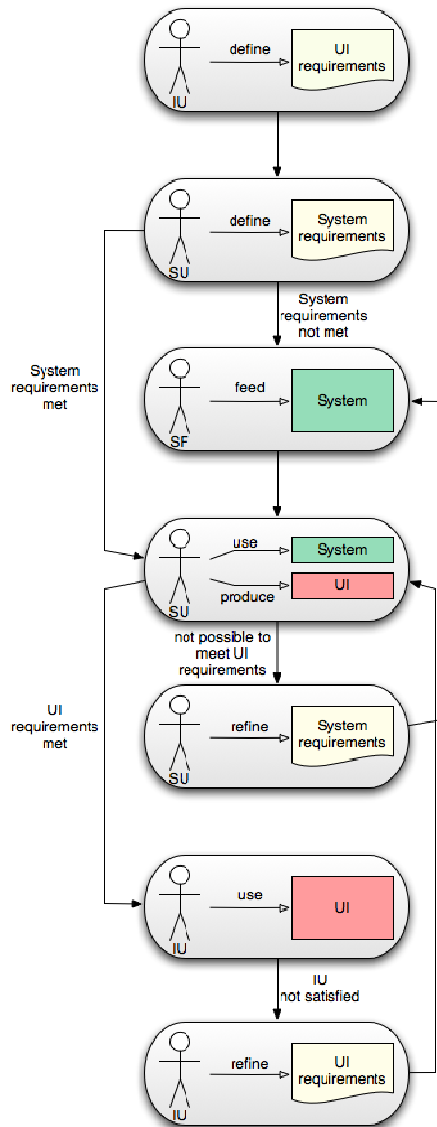 define
UI
requirements
IU
define
System
requirements
SU
System
requirements
not met
System
requirements
met
feed
System
SF
use
System
UI
produce
SU
not possible to
meet UI
requirements
UI
requirements
met
refine
System
requirements
SU
use
UI
IU
IU
not satisfied
refine
UI
requirements
IU